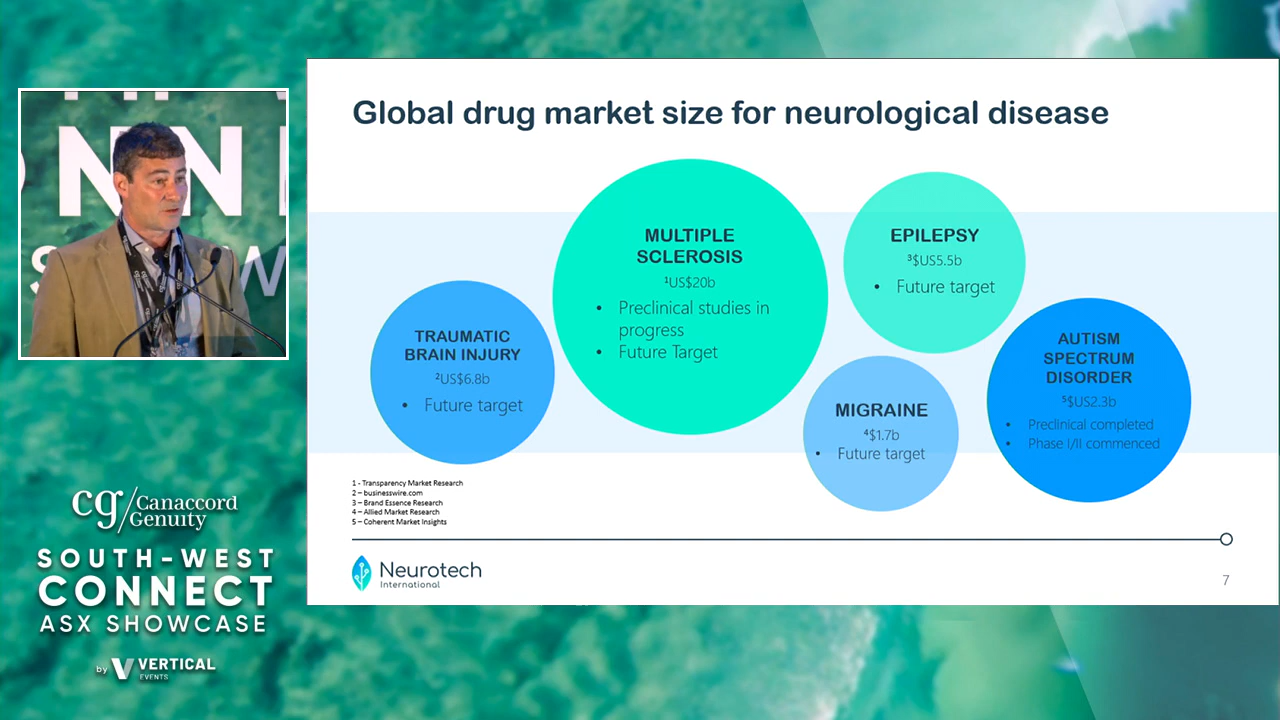 Global drug market size for neurological disease
TRAUMATIC
BRAIN INJURY
²US$6.8b
• Future target
MULTIPLE
SCLEROSIS
¹US$20b
• Preclinical studies in
progress
• Future Target
EPILEPSY
³$US5.5b
• Future target
MIGRAINE
⁴$1.7b
• Future target
AUTISM
SPECTRUM
DISORDER
⁵$US2.3b
• Preclinical completed
• Phase I/II commenced
1 - Transparency Market Research
2 – businesswire.com
3 – Brand Essence Research
4 – Allied Market Research
5 – Coherent Market Insights
Neurotech
International
7
cg/Canaccord
Genuity
SOUTH-WEST
CONNECT
ASX SHOWCASE
by VERTICAL
EVENTS